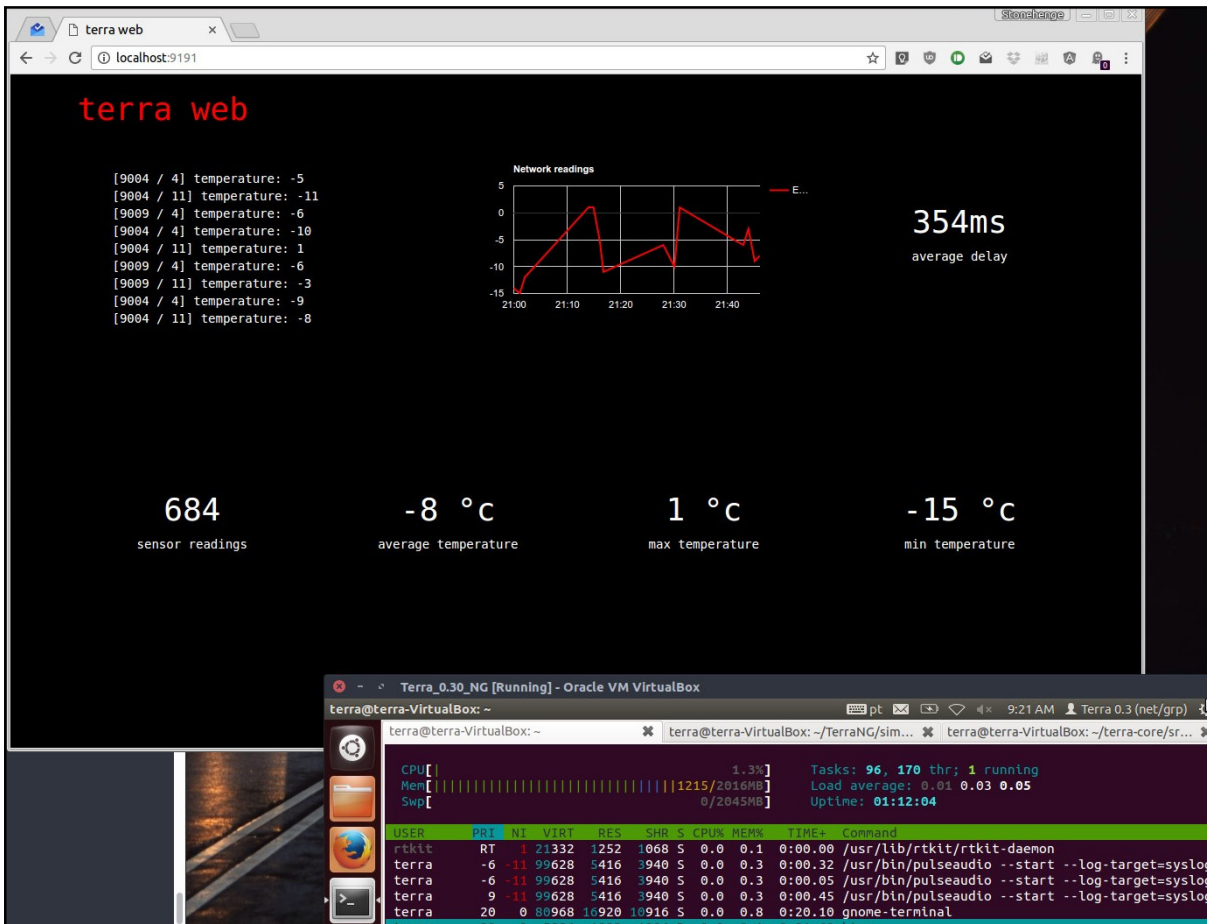 Stonehenge
terra web
localhost:9191
0
terra web
[9004 / 4] temperature: -5
[9004 / 11] temperature: -11
[9009 / 4] temperature: -6
[9004 / 4] temperature: -10
[9004 / 11] temperature: 1
[9009 / 4] temperature: -6
[9009 / 11] temperature: -3
[9004 / 4] temperature: -9
[9004 / 11] temperature: -8
Network readings
5
0
-5
-10
-15
21:00 21:10 21:20 21:30 21:40
E...
354ms
average delay
684
sensor readings
-8 °c
average temperature
1 °c
max temperature
-15 °c
min temperature
Terra_0.30_NG [Running] - Oracle VM VirtualBox
terra@terra-VirtualBox: ~ pt 9:21 AM Terra 0.3 (net/grp)
terra@terra-VirtualBox: ~ terra@terra-VirtualBox: ~/TerraNG/sim... terra@terra-VirtualBox: ~/terra-core/sr...
CPU[| 1.3%] Tasks: 96, 170 thr; 1 running
Mem[||||||||||||||||||||||||||||||1215/2016MB] Load average: 0.01 0.03 0.05
Swp[ 0/2045MB] Uptime: 01:12:04
USER PRI NI VIRT RES SHR S CPU% MEM% TIME+ Command
rtkit RT 1 21332 1252 1068 S 0.0 0.1 0:00.00 /usr/lib/rtkit/rtkit-daemon
terra -6 -11 99628 5416 3940 S 0.0 0.3 0:00.32 /usr/bin/pulseaudio --start --log-target=syslog
terra -6 -11 99628 5416 3940 S 0.0 0.3 0:00.05 /usr/bin/pulseaudio --start --log-target=syslog
terra 9 -11 99628 5416 3940 S 0.0 0.3 0:00.45 /usr/bin/pulseaudio --start --log-target=syslog
terra 20 0 80968 16920 10916 S 0.0 0.8 0:20.10 gnome-terminal